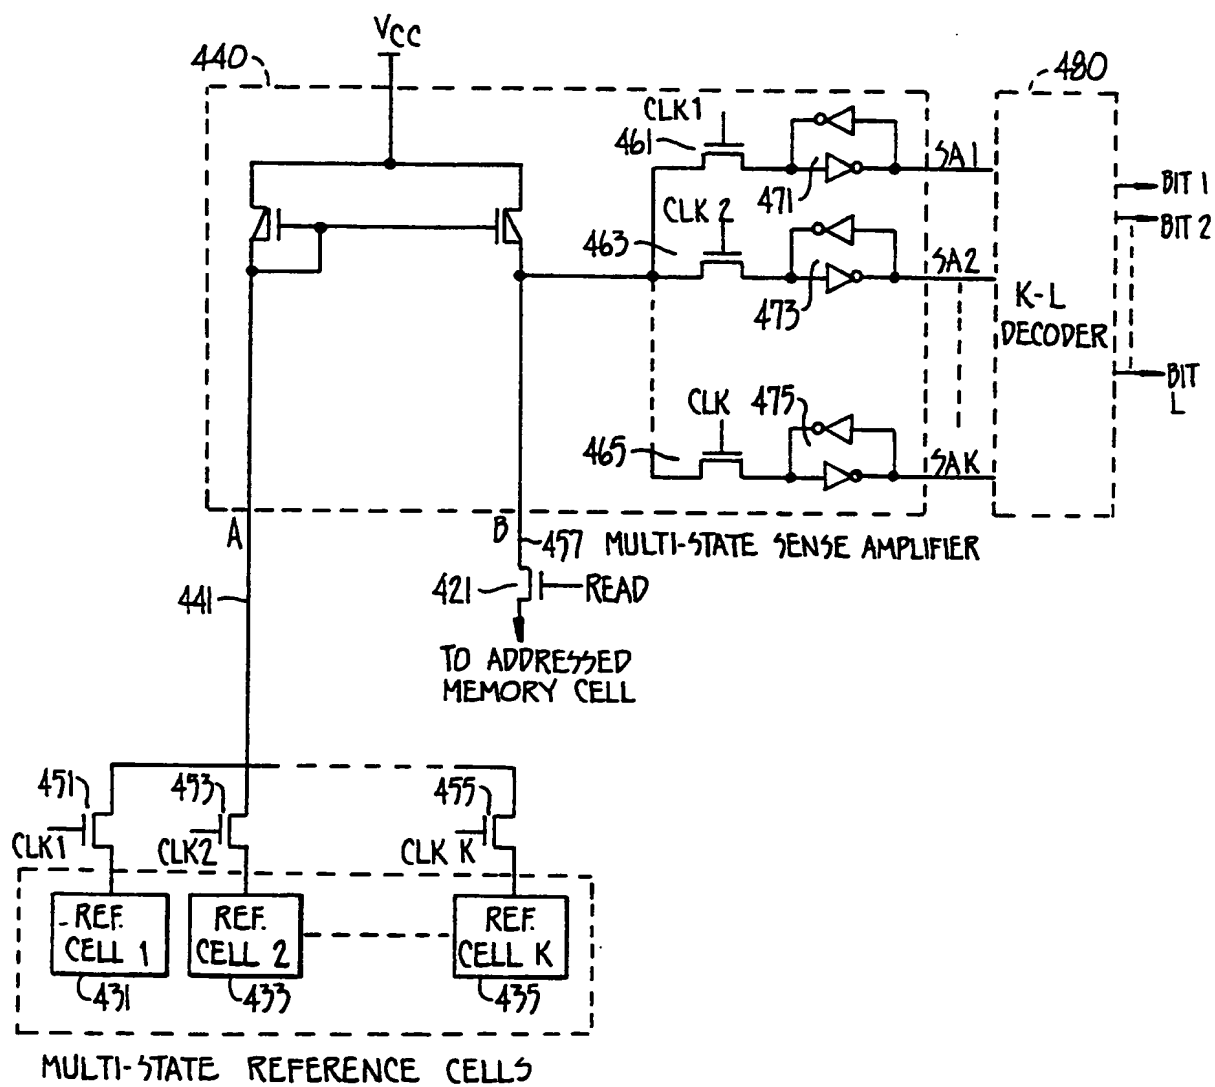 VCC
440
480
CLK1
461
471
SA1
BIT 1
CLK 2
BIT 2
463
473
SA2
K-L
DECODER
BIT
L
CLK
475
465
SAK
A
B
457
MULTI-STATE SENSE AMPLIFIER
421
READ
441
TO ADDRESSED
MEMORY CELL
451
453
455
CLK1
CLK2
CLK K
REF.
CELL 1
REF.
CELL 2
REF.
CELL K
431
433
435
MULTI-STATE REFERENCE CELLS